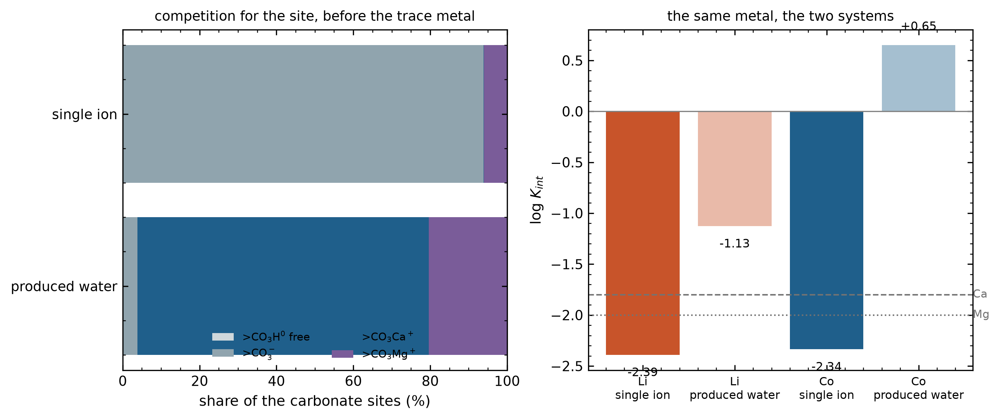 competition for the site, before the trace metal
single ion
produced water
>CO₃H⁰ free
>CO₃⁻
>CO₃Ca⁺
>CO₃Mg⁺
0 20 40 60 80 100
share of the carbonate sites (%)
the same metal, the two systems
+0.65
0.5
0.0
−0.5
−1.0
−1.5
−2.0
−2.5
log K_int
-1.13
Ca
Mg
-2.39
-2.34
Li
single ion
Li
produced water
Co
single ion
Co
produced water